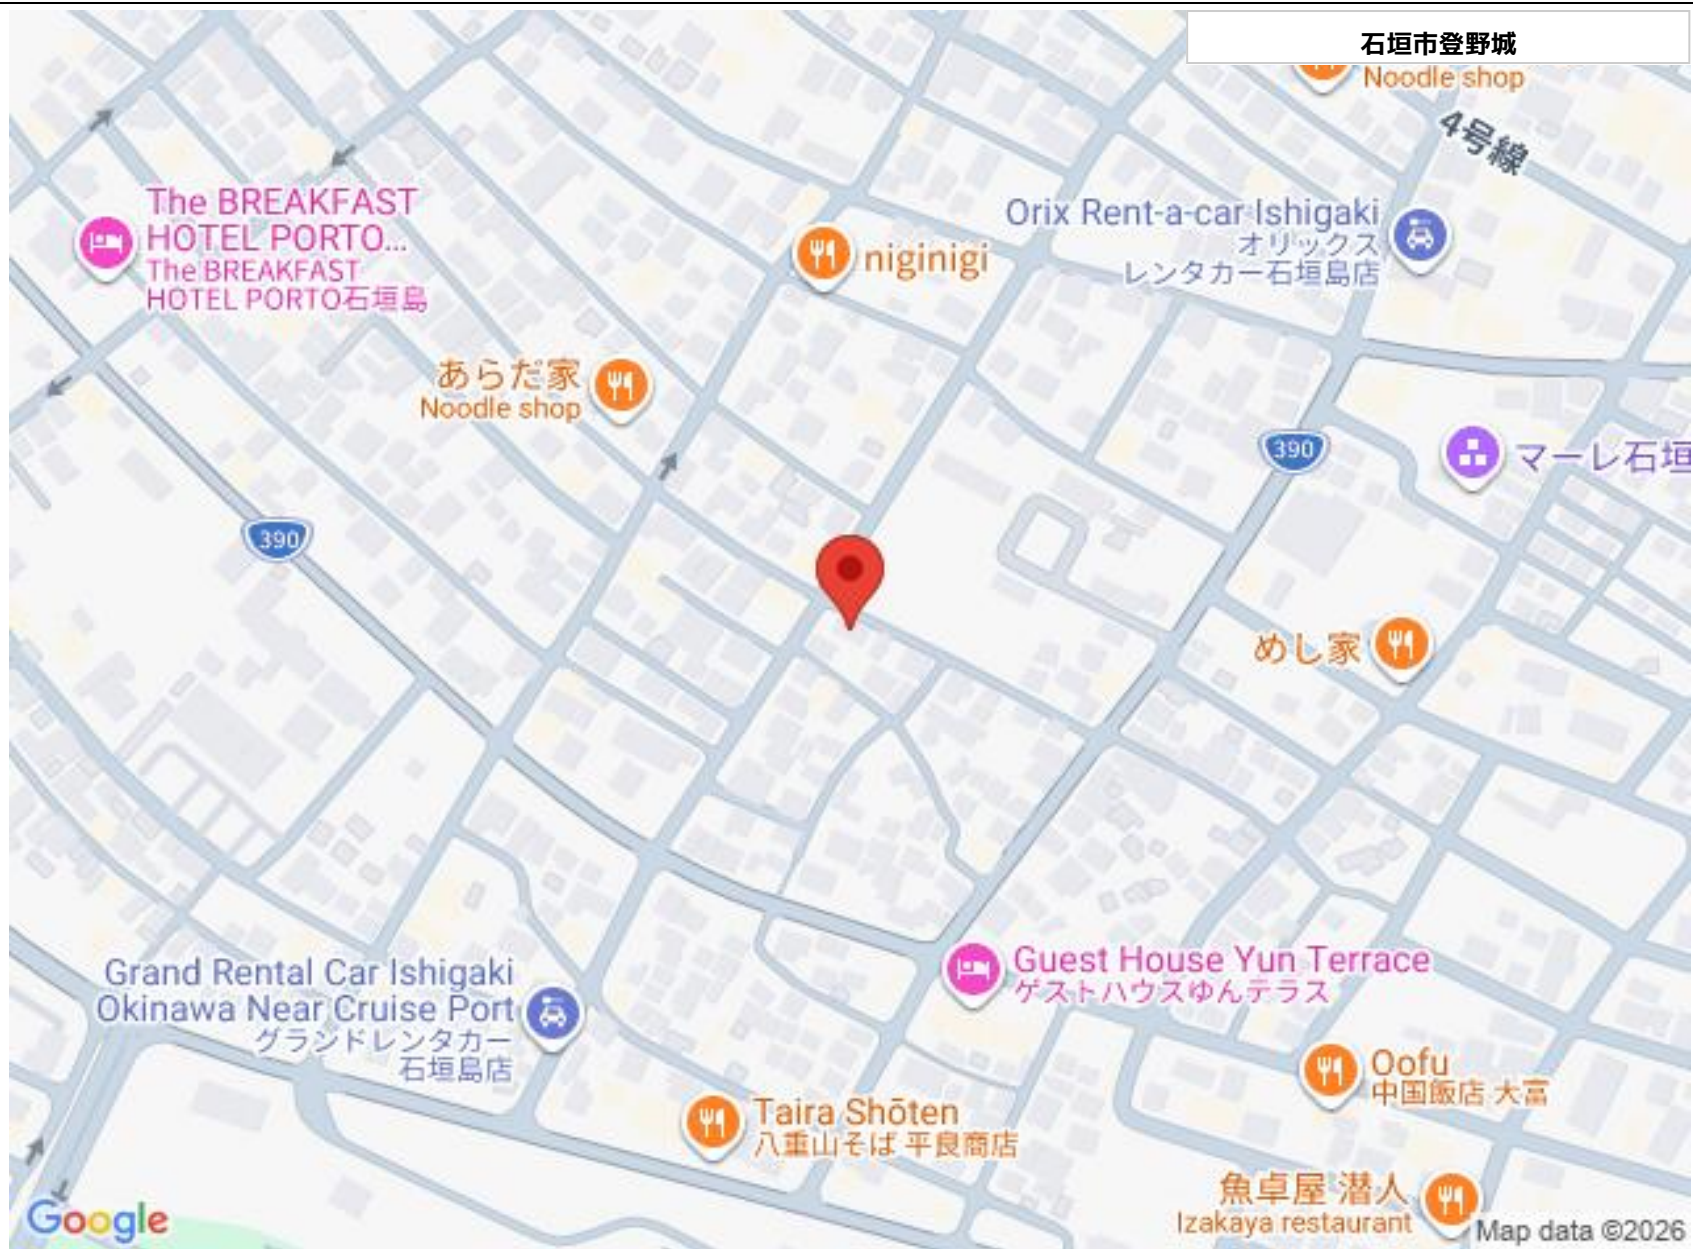 石垣市登野城
Noodle shop
4号線
The BREAKFAST
HOTEL PORTO...
The BREAKFAST
HOTEL PORTO石垣島
niginigi
Orix Rent-a-car Ishigaki
オリックス
レンタカー石垣島店
あらだ家
Noodle shop
390
マーレ石垣
390
めし家
Guest House Yun Terrace
ゲストハウスゆんテラス
Grand Rental Car Ishigaki
Okinawa Near Cruise Port
グランドレンタカー
石垣島店
Oofu
中国飯店 大富
Taira Shōten
八重山そば 平良商店
魚卓屋 潜人
Izakaya restaurant
Google
Map data ©2026